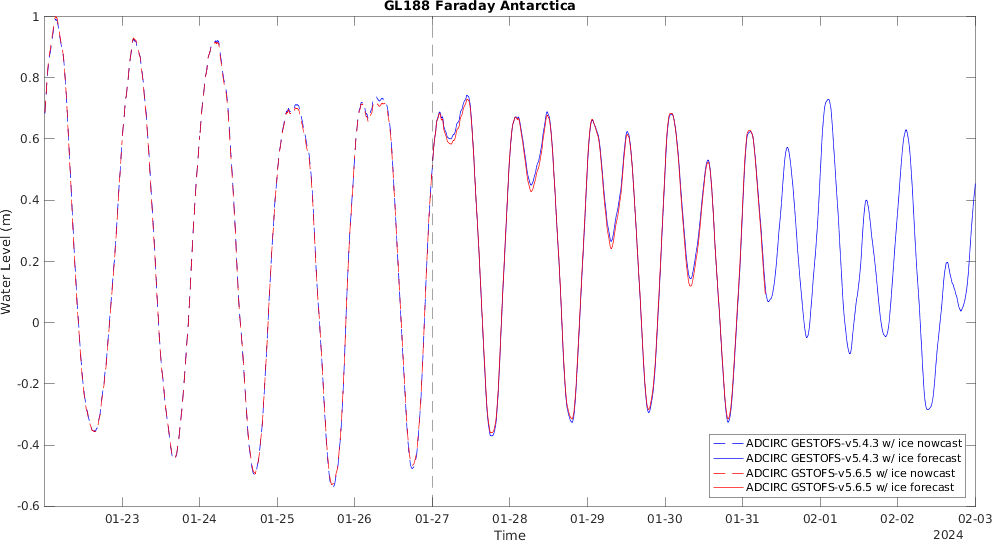 GL188 Faraday Antarctica
1
0.8
0.6
0.4
0.2
0
-0.2
-0.4
-0.6
Water Level (m)
ADCIRC GESTOFS-v5.4.3 w/ ice nowcast
ADCIRC GESTOFS-v5.4.3 w/ ice forecast
ADCIRC GSTOFS-v5.6.5 w/ ice nowcast
ADCIRC GSTOFS-v5.6.5 w/ ice forecast
01-23 01-24 01-25 01-26 01-27 01-28 01-29 01-30 01-31 02-01 02-02 02-03
Time
2024